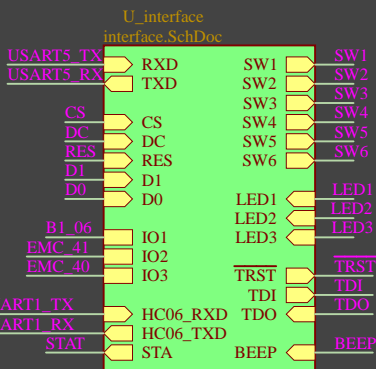 U_interface
interface.SchDoc
USART5_TX RXD SW1 SW1
USART5_RX TXD SW2 SW2
SW3 SW3
CS CS SW4 SW4
DC DC SW5 SW5
RES RES SW6 SW6
D1 D1
D0 D0 LED1 LED1
LED2 LED2
B1_06 IO1 LED3 LED3
EMC_41 IO2
EMC_40 IO3 TRST TRST
TDI TDI
ART1_TX HC06_RXD TDO TDO
ART1_RX HC06_TXD
STAT STA BEEP BEEP